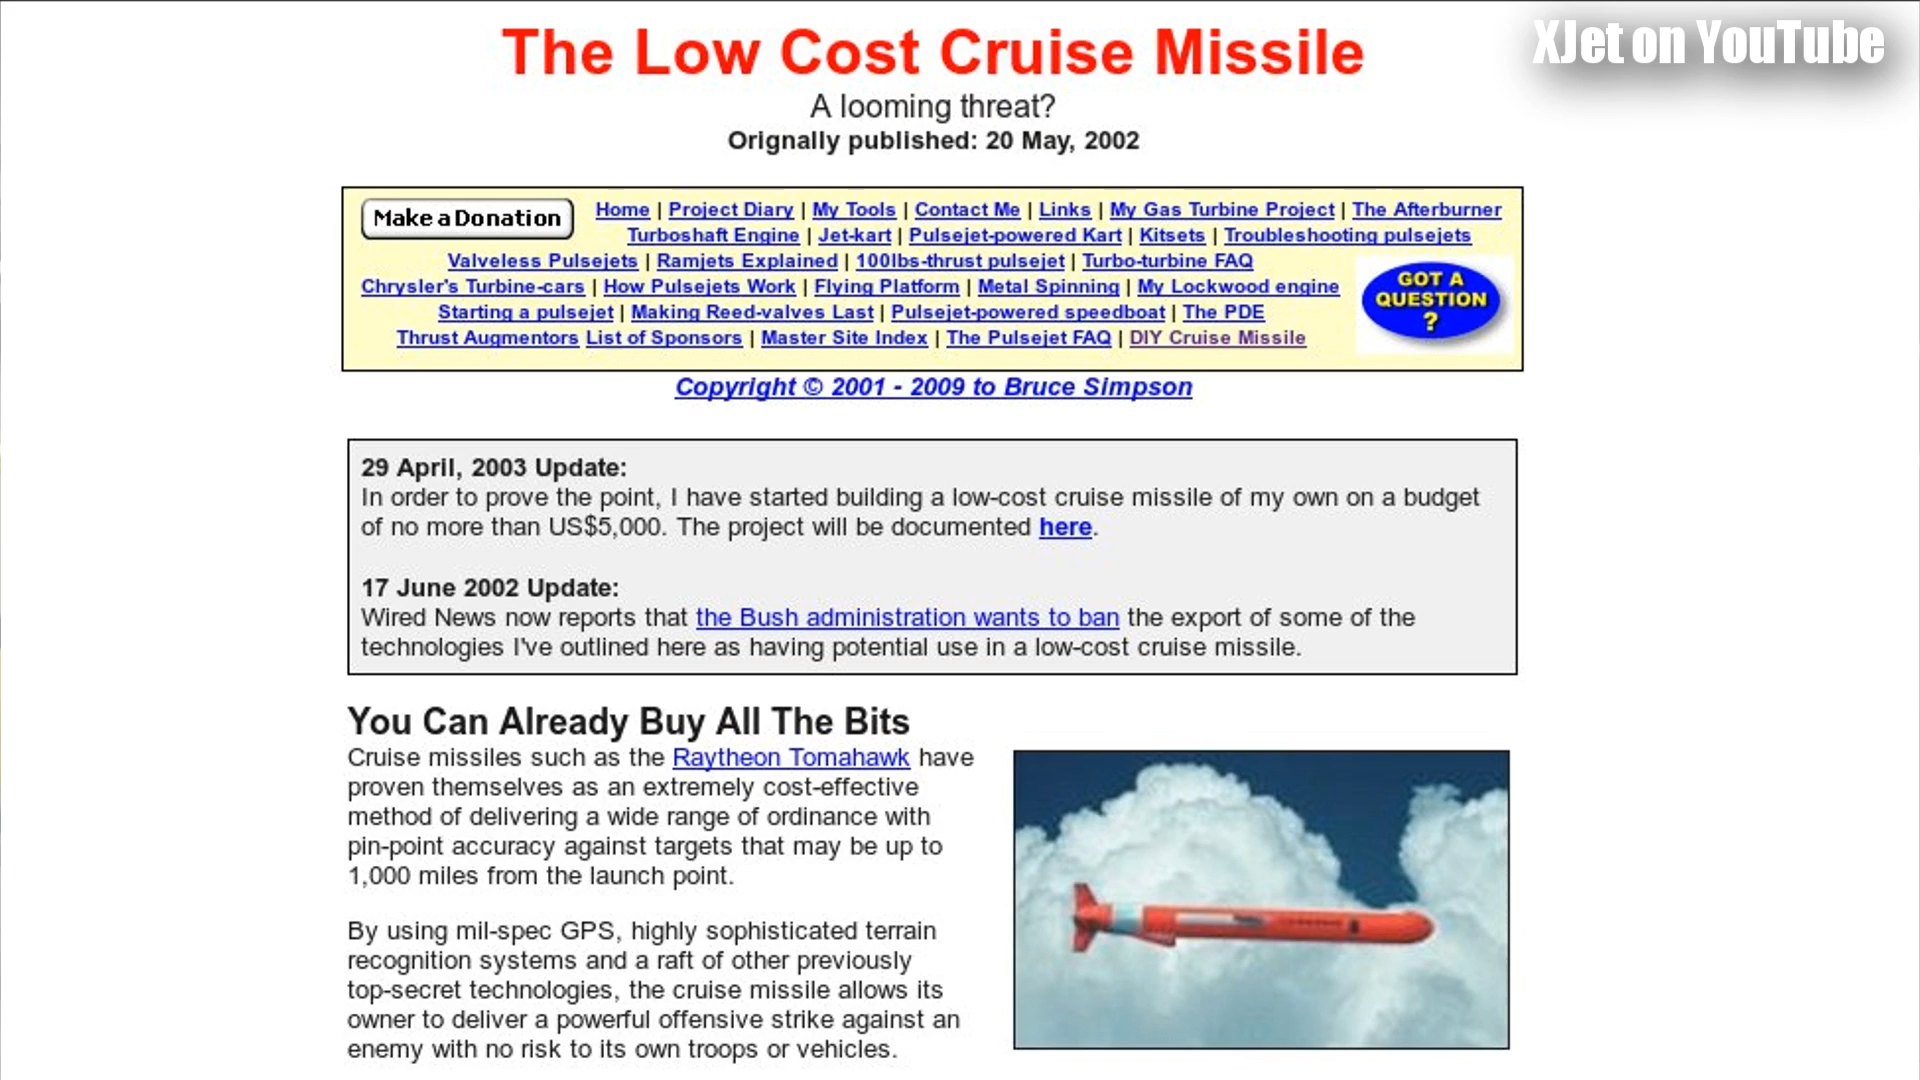 XJet on YouTube
The Low Cost Cruise Missile
A looming threat?
Orignally published: 20 May, 2002
Make a Donation
Home | Project Diary | My Tools | Contact Me | Links | My Gas Turbine Project | The Afterburner
Turboshaft Engine | Jet-kart | Pulsejet-powered Kart | Kitsets | Troubleshooting pulsejets
Valveless Pulsejets | Ramjets Explained | 100lbs-thrust pulsejet | Turbo-turbine FAQ
Chrysler's Turbine-cars | How Pulsejets Work | Flying Platform | Metal Spinning | My Lockwood engine
Starting a pulsejet | Making Reed-valves Last | Pulsejet-powered speedboat | The PDE
Thrust Augmentors List of Sponsors | Master Site Index | The Pulsejet FAQ | DIY Cruise Missile
GOT A
QUESTION
?
Copyright © 2001 - 2009 to Bruce Simpson
29 April, 2003 Update:
In order to prove the point, I have started building a low-cost cruise missile of my own on a budget
of no more than US$5,000. The project will be documented here.
17 June 2002 Update:
Wired News now reports that the Bush administration wants to ban the export of some of the
technologies I've outlined here as having potential use in a low-cost cruise missile.
You Can Already Buy All The Bits
Cruise missiles such as the Raytheon Tomahawk have
proven themselves as an extremely cost-effective
method of delivering a wide range of ordinance with
pin-point accuracy against targets that may be up to
1,000 miles from the launch point.
By using mil-spec GPS, highly sophisticated terrain
recognition systems and a raft of other previously
top-secret technologies, the cruise missile allows its
owner to deliver a powerful offensive strike against an
enemy with no risk to its own troops or vehicles.